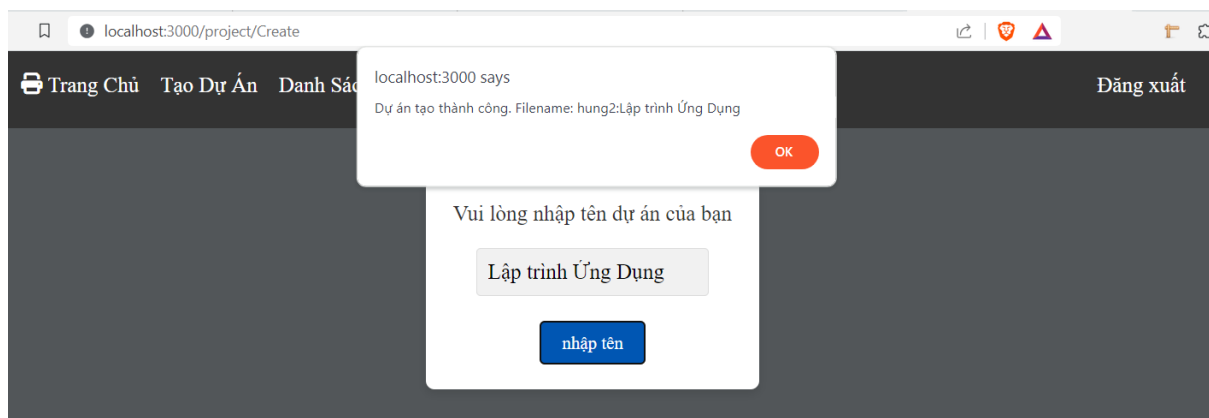 localhost:3000/project/Create
localhost:3000 says
Dự án tạo thành công. Filename: hung2:Lập trình Ứng Dụng
OK
Trang Chủ Tạo Dự Án Danh Sác
Đăng xuất
Vui lòng nhập tên dự án của bạn
Lập trình Ứng Dụng
nhập tên